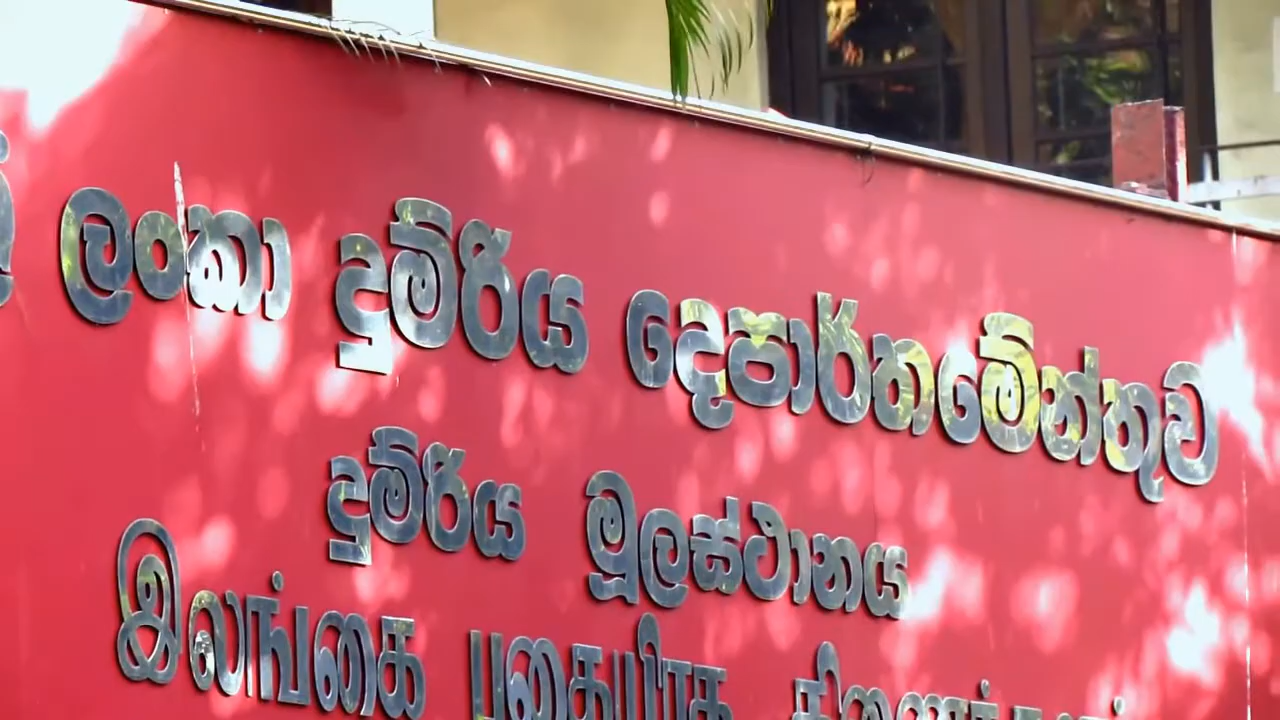 ලංකා දුම්රිය දෙපාර්තමේන්තුව
දුම්රිය මූලස්ථානය
இலங்கை புகையிரத